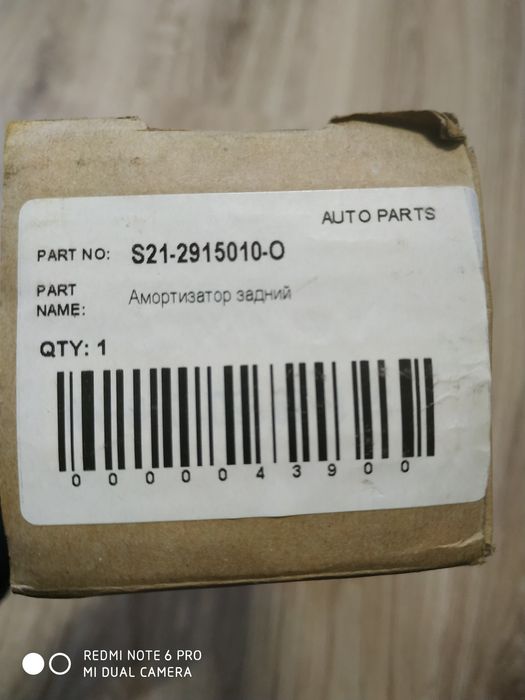 AUTO PARTS
PART NO: S21-2915010-O
PART NAME: Амортизатор задний
QTY: 1
0 0 0 0 0 4 3 9 0 0
REDMI NOTE 6 PRO
MI DUAL CAMERA